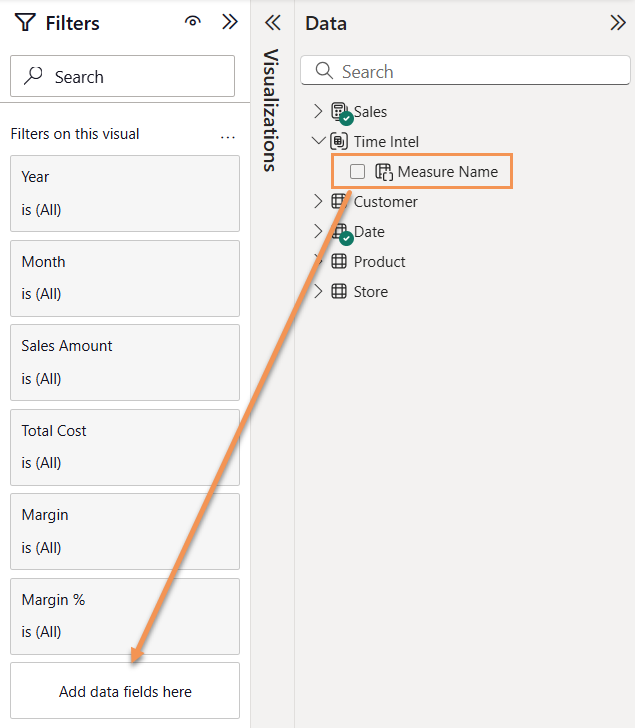 Filters
Search
Filters on this visual
...
Year
is (All)
Month
is (All)
Sales Amount
is (All)
Total Cost
is (All)
Margin
is (All)
Margin %
is (All)
Add data fields here
Visualizations
Data
Search
Sales
Time Intel
Measure Name
Customer
Date
Product
Store